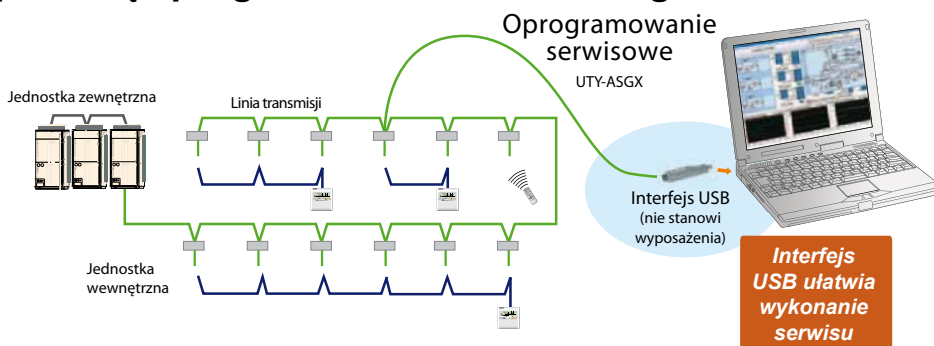 Oprogramowanie
serwisowe
UTY-ASGX
Jednostka zewnętrzna
Linia transmisji
Interfejs USB
(nie stanowi
wyposażenia)
Jednostka
wewnętrzna
Interfejs
USB ułatwia
wykonanie
serwisu